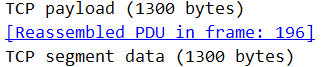 TCP payload (1300 bytes)
[Reassembled PDU in frame: 196]
TCP segment data (1300 bytes)